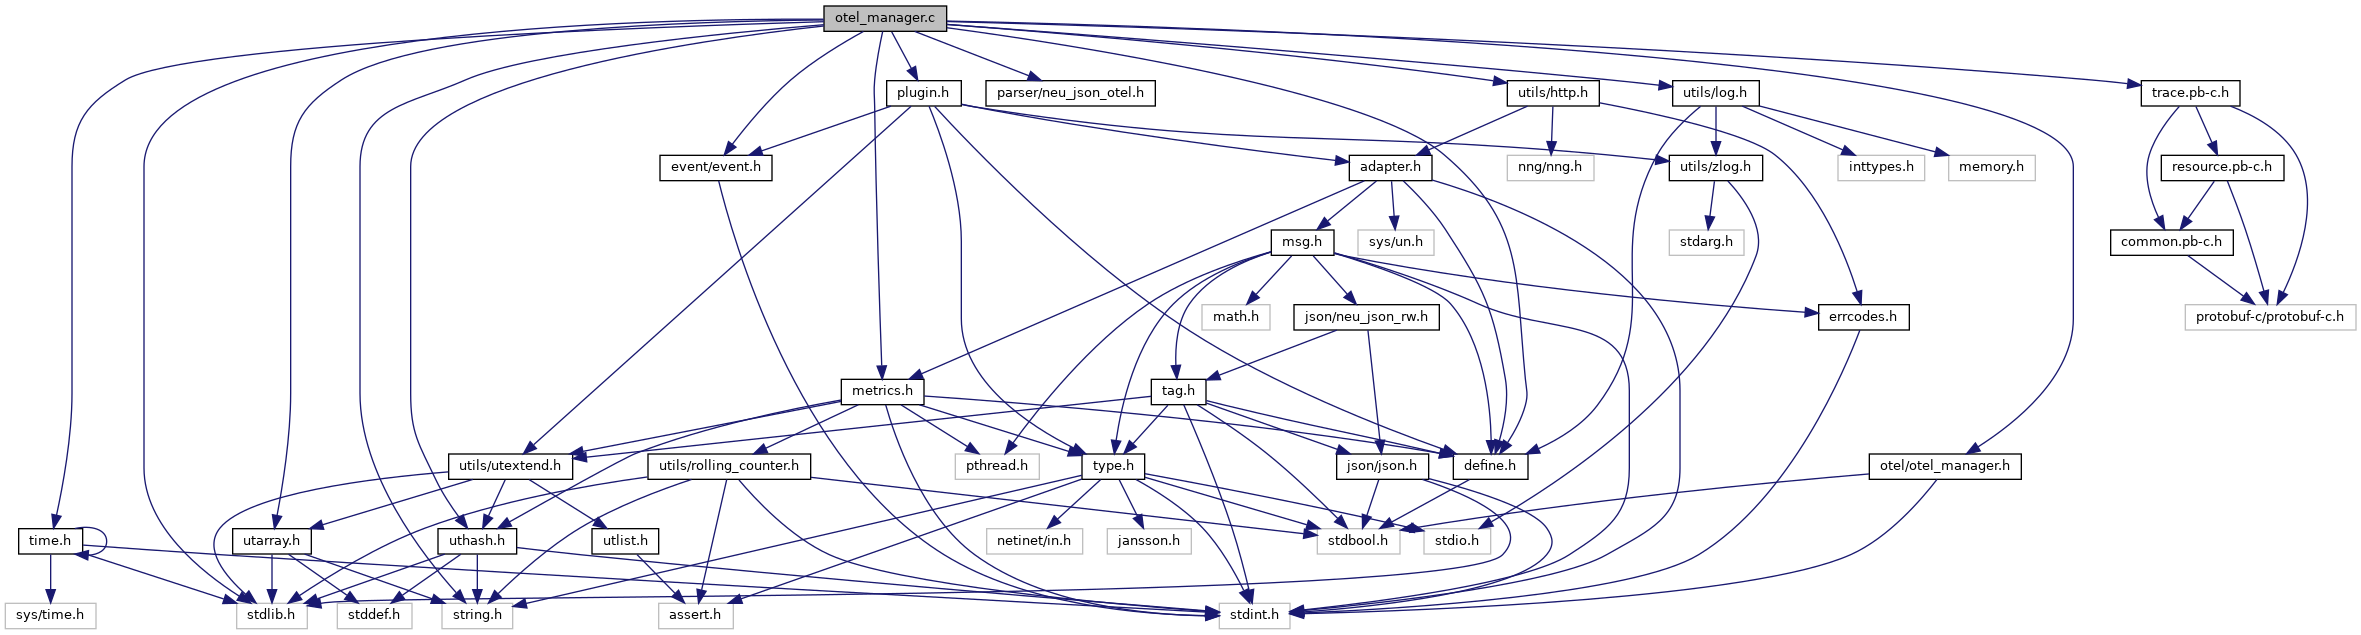 otel_manager.c
plugin.h
parser/neu_json_otel.h
utils/http.h
utils/log.h
trace.pb-c.h
event/event.h
adapter.h
nng/nng.h
utils/zlog.h
inttypes.h
memory.h
resource.pb-c.h
msg.h
sys/un.h
stdarg.h
common.pb-c.h
math.h
json/neu_json_rw.h
errcodes.h
protobuf-c/protobuf-c.h
metrics.h
tag.h
utils/utextend.h
utils/rolling_counter.h
pthread.h
type.h
json/json.h
define.h
otel/otel_manager.h
time.h
utarray.h
uthash.h
utlist.h
netinet/in.h
jansson.h
stdbool.h
stdio.h
sys/time.h
stdlib.h
stddef.h
string.h
assert.h
stdint.h